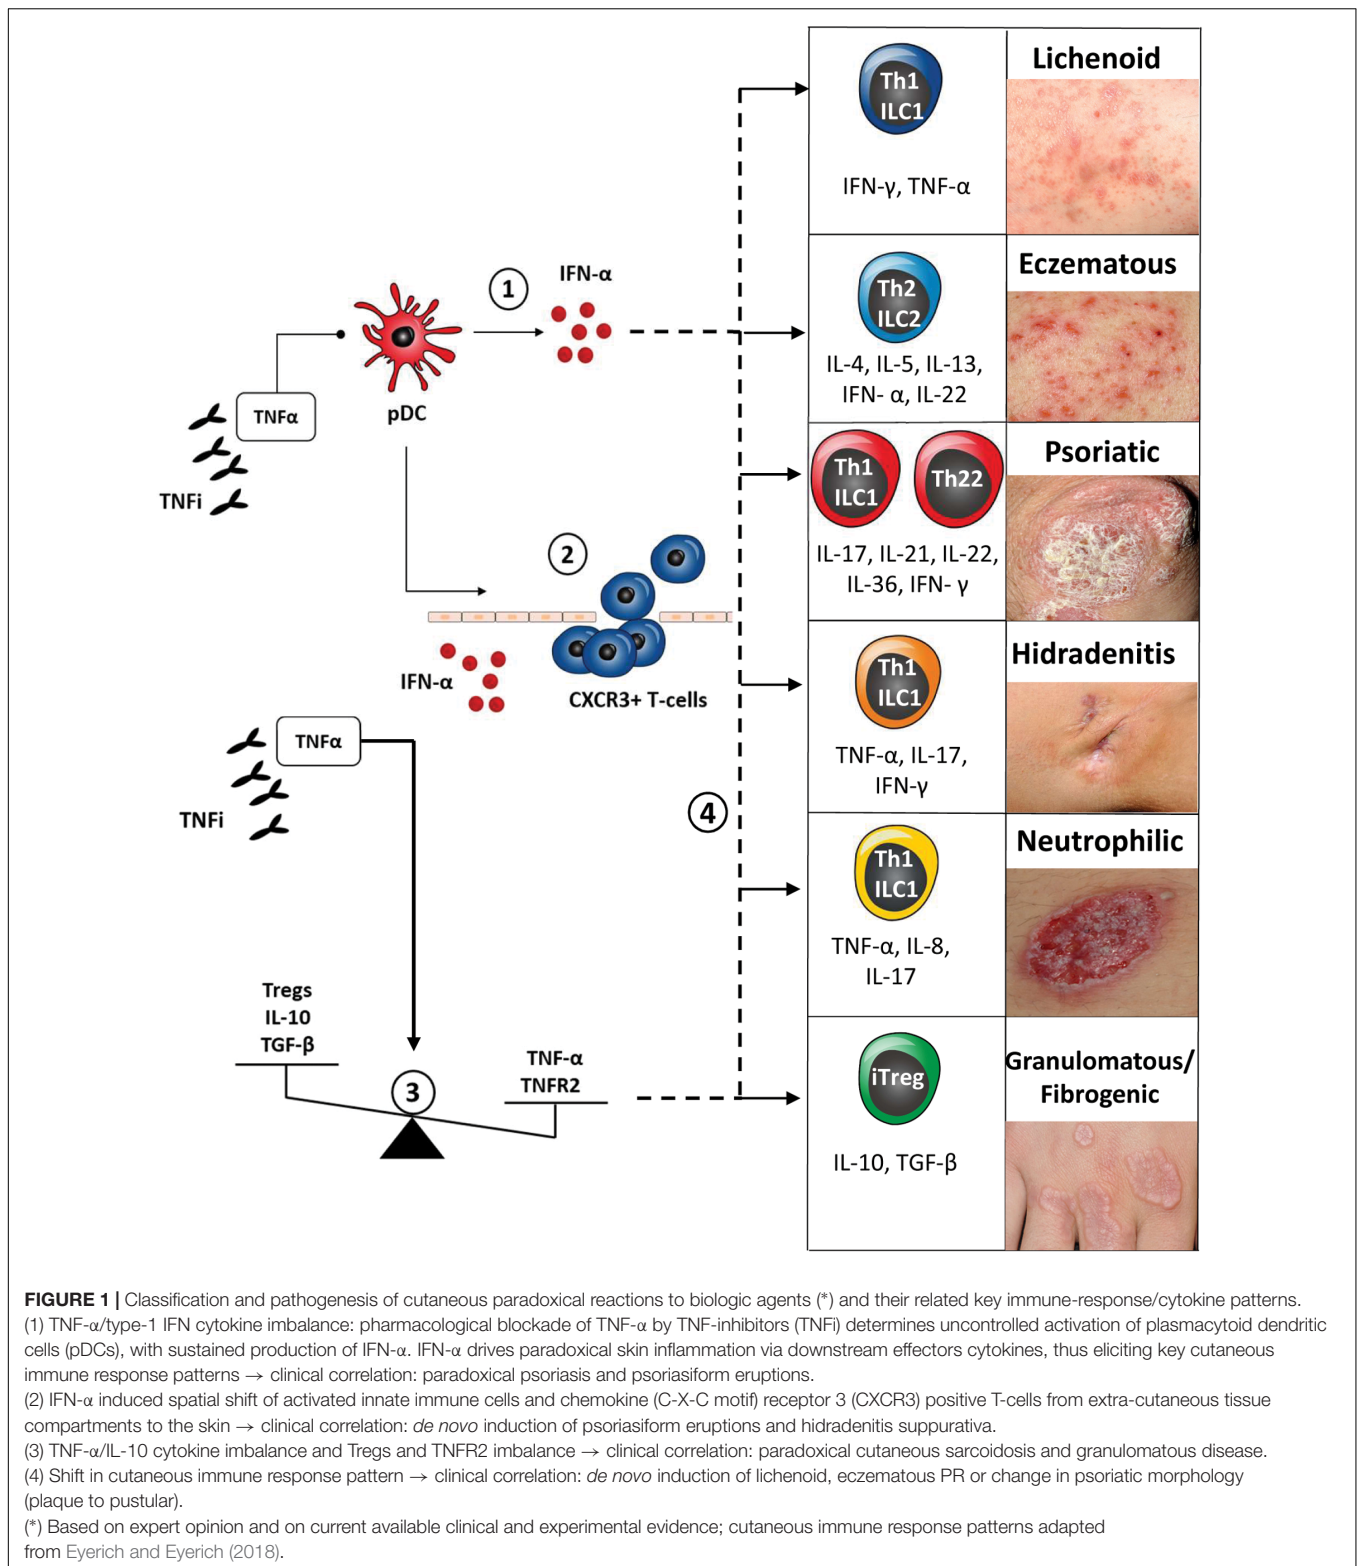 Lichenoid
Th1
ILC1
IFN-γ, TNF-α
Eczematous
Th2
ILC2
IL-4, IL-5, IL-13,
IFN- α, IL-22
Psoriatic
Th1
ILC1
Th22
IL-17, IL-21, IL-22,
IL-36, IFN- γ
Hidradenitis
Th1
ILC1
TNF-α, IL-17,
IFN-γ
Neutrophilic
Th1
ILC1
TNF-α, IL-8,
IL-17
Granulomatous/
Fibrogenic
iTreg
IL-10, TGF-β
1
IFN-α
pDC
TNFα
TNFi
2
IFN-α
CXCR3+ T-cells
TNFα
TNFi
4
Tregs
IL-10
TGF-β
3
TNF-α
TNFR2
FIGURE 1 | Classification and pathogenesis of cutaneous paradoxical reactions to biologic agents (*) and their related key immune-response/cytokine patterns.
(1) TNF-α/type-1 IFN cytokine imbalance: pharmacological blockade of TNF-α by TNF-inhibitors (TNFi) determines uncontrolled activation of plasmacytoid dendritic
cells (pDCs), with sustained production of IFN-α. IFN-α drives paradoxical skin inflammation via downstream effectors cytokines, thus eliciting key cutaneous
immune response patterns → clinical correlation: paradoxical psoriasis and psoriasiform eruptions.
(2) IFN-α induced spatial shift of activated innate immune cells and chemokine (C-X-C motif) receptor 3 (CXCR3) positive T-cells from extra-cutaneous tissue
compartments to the skin → clinical correlation: de novo induction of psoriasiform eruptions and hidradenitis suppurativa.
(3) TNF-α/IL-10 cytokine imbalance and Tregs and TNFR2 imbalance → clinical correlation: paradoxical cutaneous sarcoidosis and granulomatous disease.
(4) Shift in cutaneous immune response pattern → clinical correlation: de novo induction of lichenoid, eczematous PR or change in psoriatic morphology
(plaque to pustular).
(*) Based on expert opinion and on current available clinical and experimental evidence; cutaneous immune response patterns adapted
from Eyerich and Eyerich (2018).